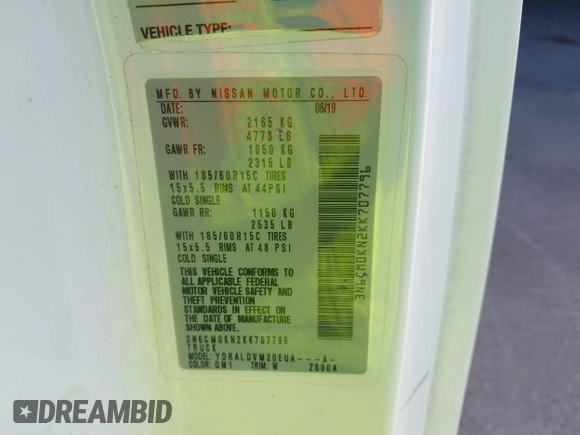 VEHICLE TYPE:
MFD. BY NISSAN MOTOR CO., LTD.
DATE: 06/19
GVWR: 2165 KG
4773 LB
GAWR FR: 1050 KG
2315 LB
WITH 185/60R15C TIRES
15x5.5 RIMS AT 44PSI
COLD SINGLE
GAWR RR: 1150 KG
2535 LB
WITH 185/60R15C TIRES
15x5.5 RIMS AT 48 PSI
COLD SINGLE
THIS VEHICLE CONFORMS TO
ALL APPLICABLE FEDERAL
MOTOR VEHICLE SAFETY AND
THEFT PREVENTION
STANDARDS IN EFFECT ON
THE DATE OF MANUFACTURE
SHOWN ABOVE.
3N6CM0KN2KK707796
TRUCK
MODEL: YDRALDVM20EUA---A-
COLOR: QM1 TRIM: W ZS00A
3N6CM0KN2KK707796
DREAMBID